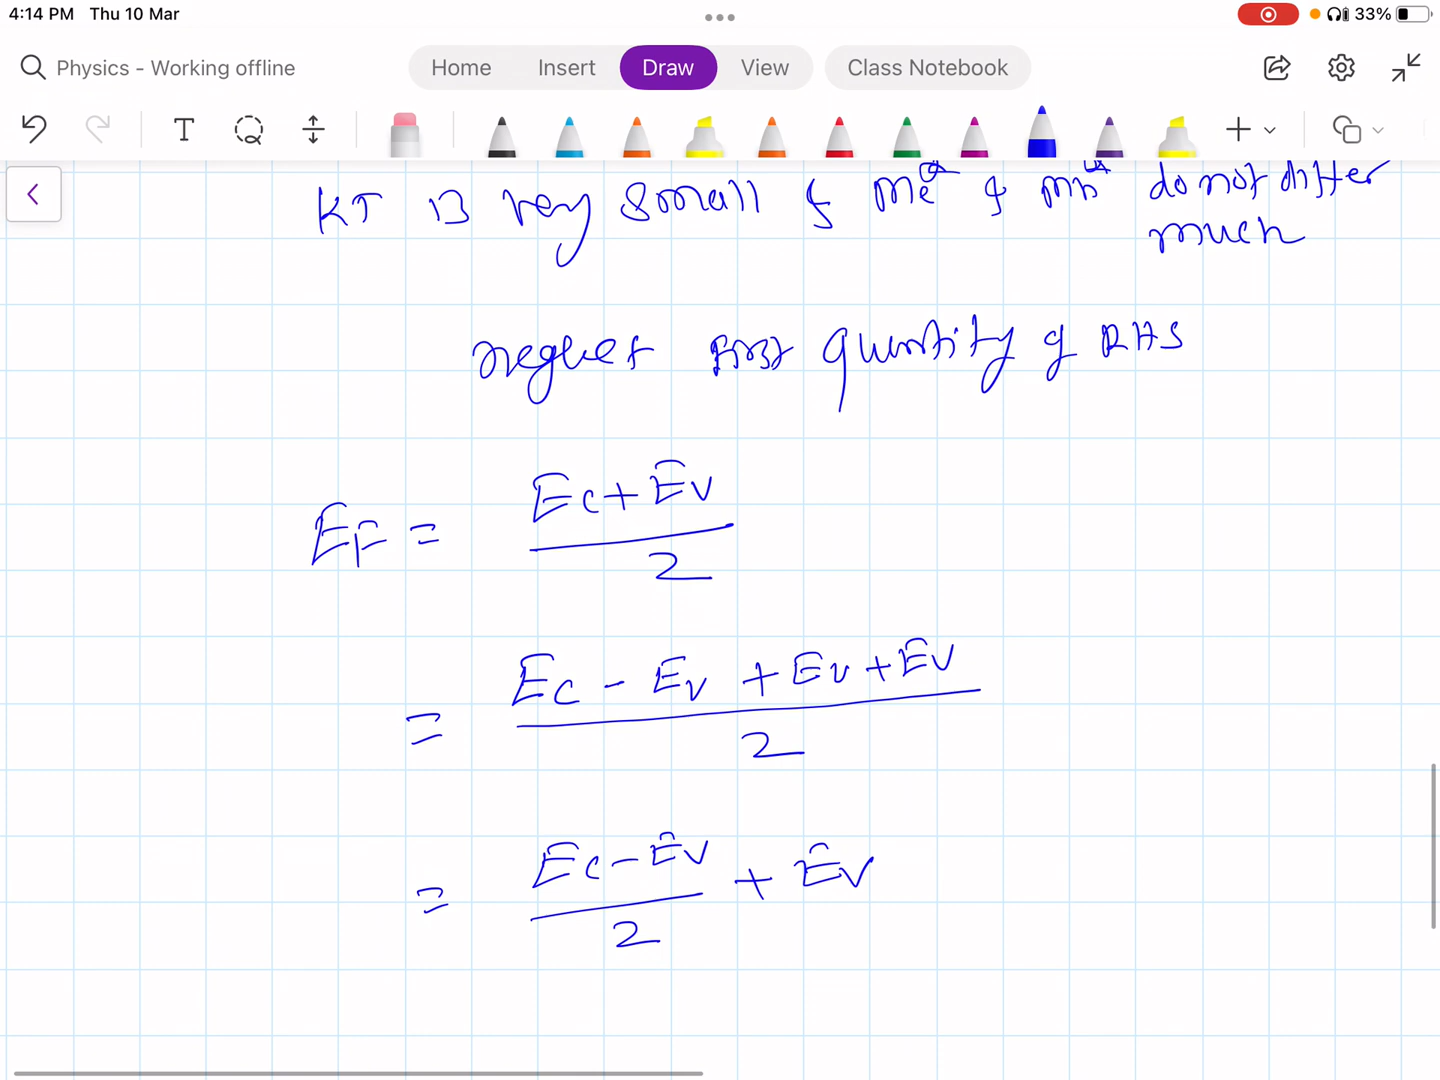 4:14 PM Thu 10 Mar 33%
Physics - Working offline Home Insert Draw View Class Notebook
T
KT is very small & me* & mh* do not differ
much
neglect first quantity of RHS
EF = Ec + Ev / 2
= Ec - Ev + Ev + Ev / 2
= Ec - Ev / 2 + Ev